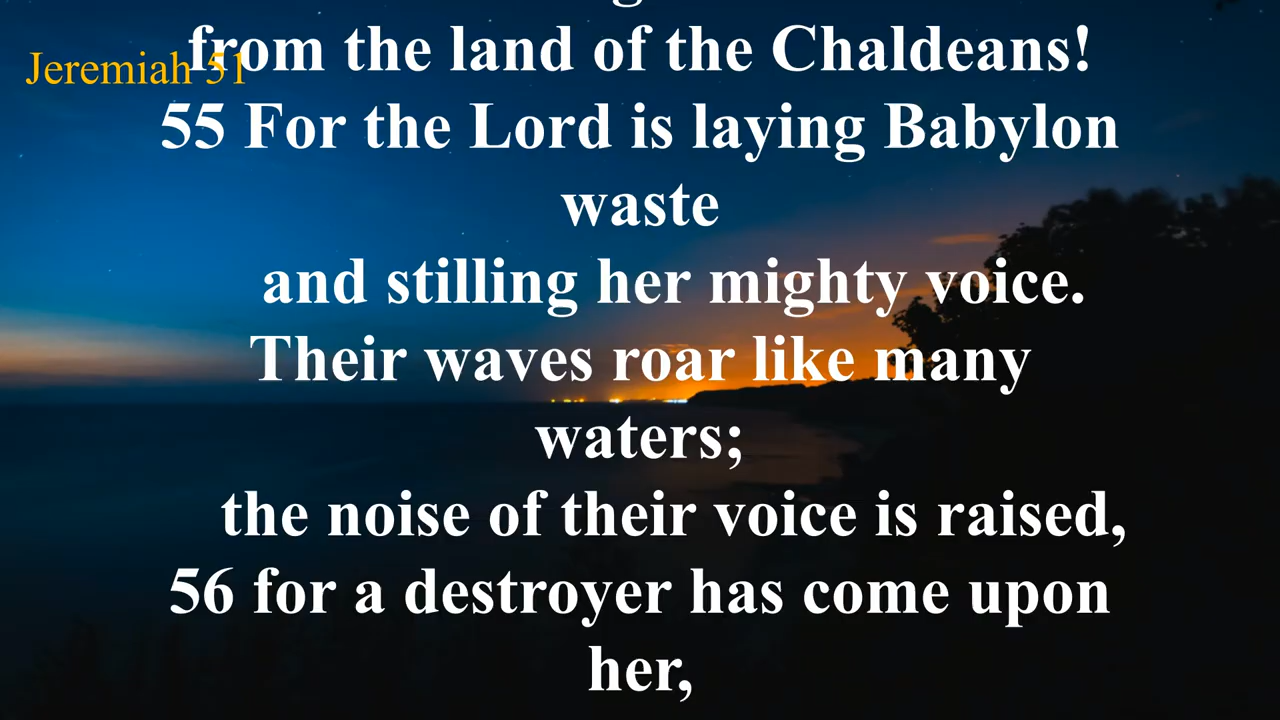 from the land of the Chaldeans!
Jeremiah 51
55 For the Lord is laying Babylon
waste
and stilling her mighty voice.
Their waves roar like many
waters;
the noise of their voice is raised,
56 for a destroyer has come upon
her,